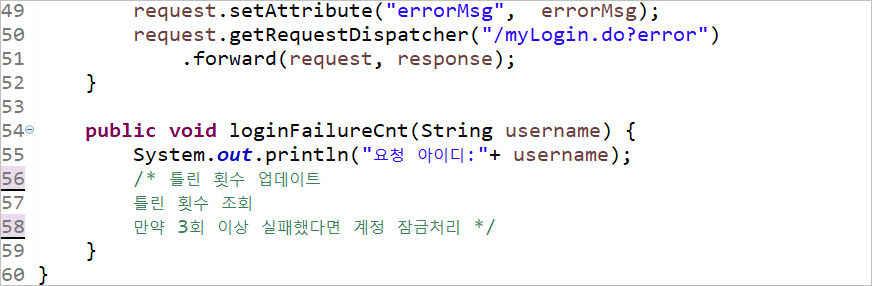 49 request.setAttribute("errorMsg",  errorMsg);
50 request.getRequestDispatcher("/myLogin.do?error")
51 .forward(request, response);
52 }
53
54 public void loginFailureCnt(String username) {
55 System.out.println("요청 아이디:"+ username);
56 /* 틀린 횟수 업데이트
57 틀린 횟수 조회
58 만약 3회 이상 실패했다면 계정 잠금처리 */
59 }
60 }